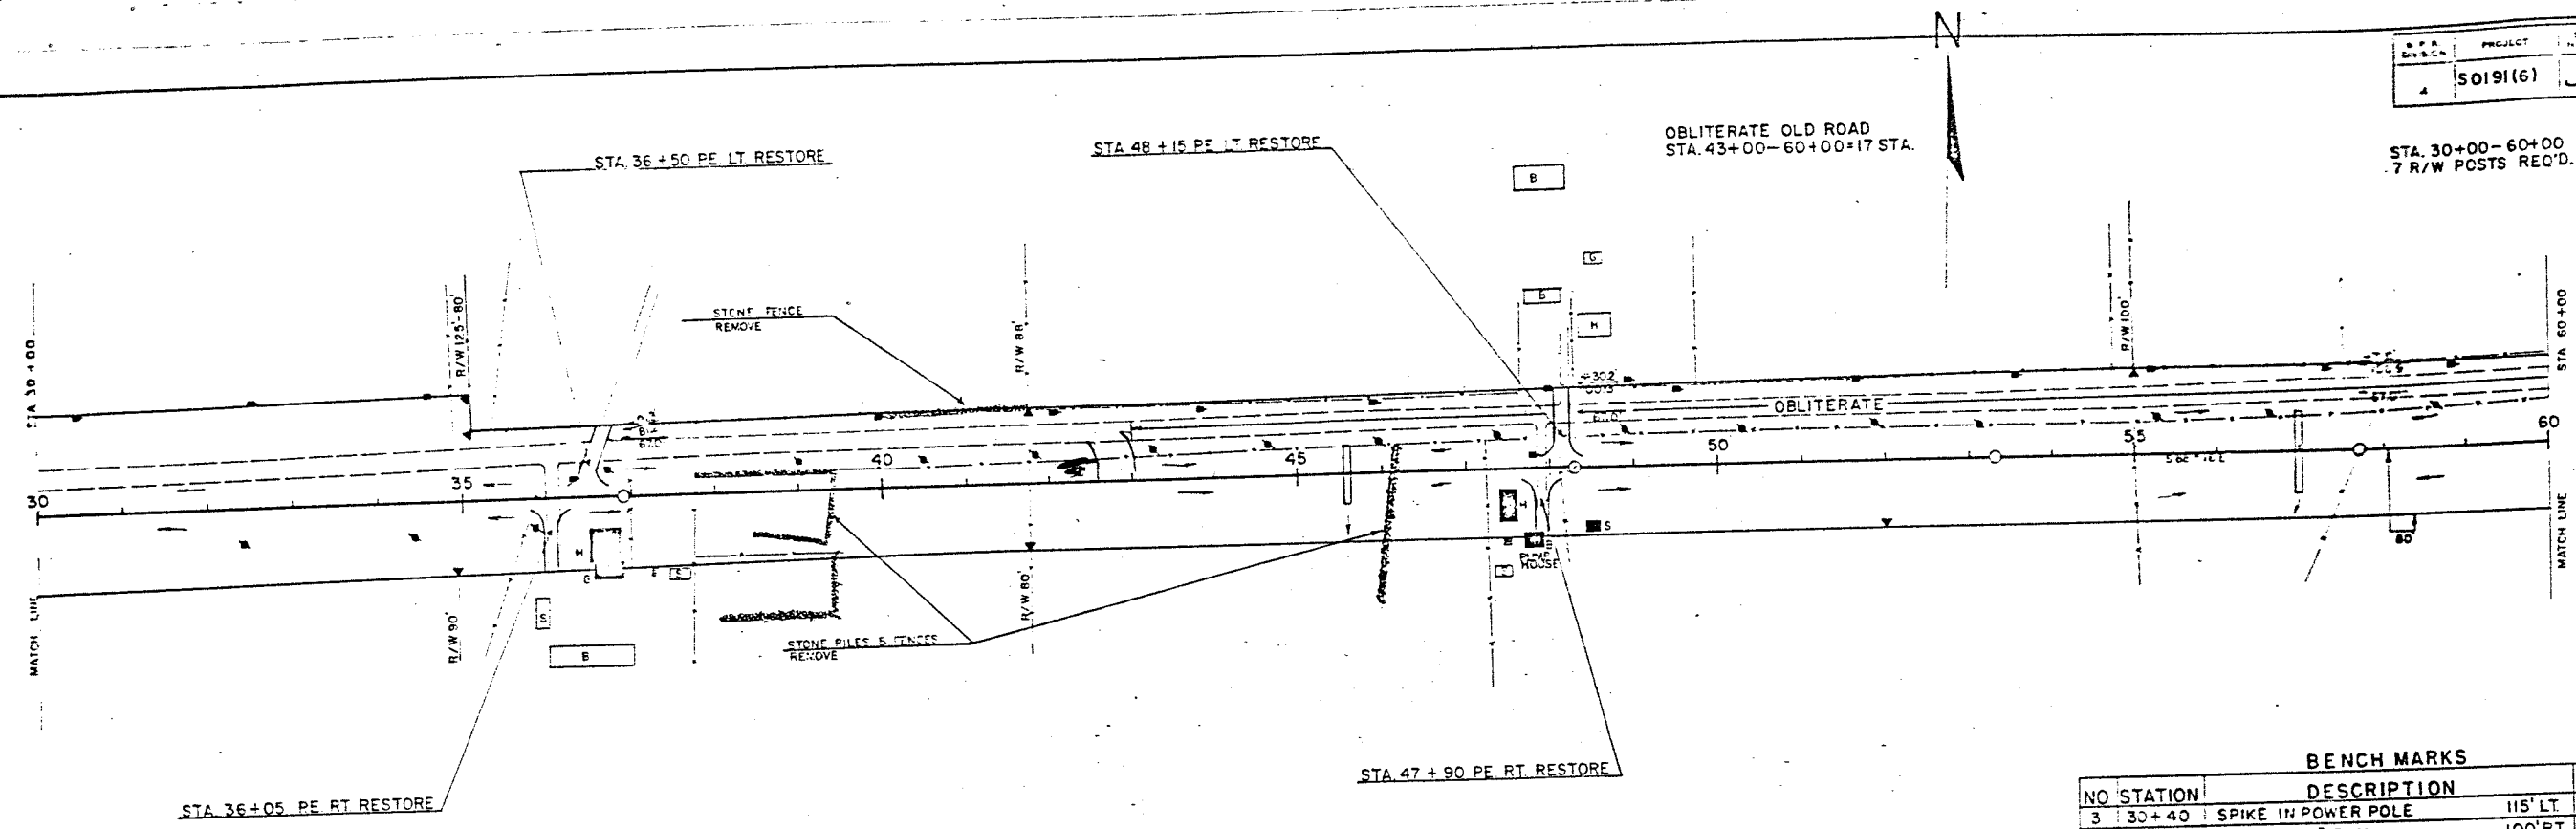 N
PROJECT
S0191(6)
OBLITERATE OLD ROAD
STA. 43+00-60+00=17 STA.
STA. 30+00-60+00
7 R/W POSTS REQ'D.
STA. 36+50 PE LT. RESTORE
STA 48+15 PE LT RESTORE
B
G
B
H
STONE FENCE
REMOVE
STA 30+00
R/W 125'-80'
R/W 88'
R/W 100'
STA 60+00
OBLITERATE
30
35
40
45
50
55
60
H
G
S
S
B
H
S
PUMP
HOUSE
80
MATCH LINE
R/W 90'
R/W 80'
MATCH LINE
STONE PILES & FENCES
REMOVE
STA. 36+05 PE RT RESTORE
STA. 47+90 PE RT. RESTORE
BENCH MARKS
NO STATION DESCRIPTION
3 30+40 SPIKE IN POWER POLE 115' LT.
100' RT